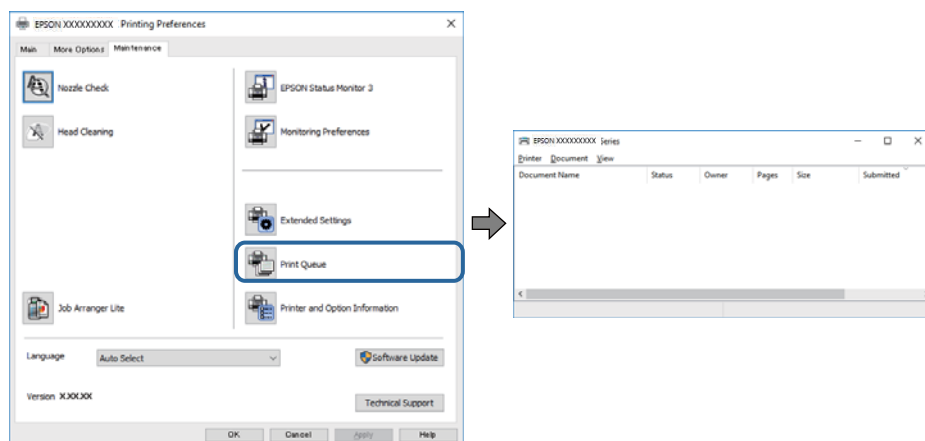 EPSON XXXXXXXXX Printing Preferences
Main More Options Maintenance
Nozzle Check
EPSON Status Monitor 3
Head Cleaning
Monitoring Preferences
Extended Settings
Print Queue
Job Arranger Lite
Printer and Option Information
Language Auto Select
Software Update
Version X.XX.XX
Technical Support
OK Cancel Apply Help
EPSON XXXXXXXXX Series
Printer Document View
Document Name Status Owner Pages Size Submitted